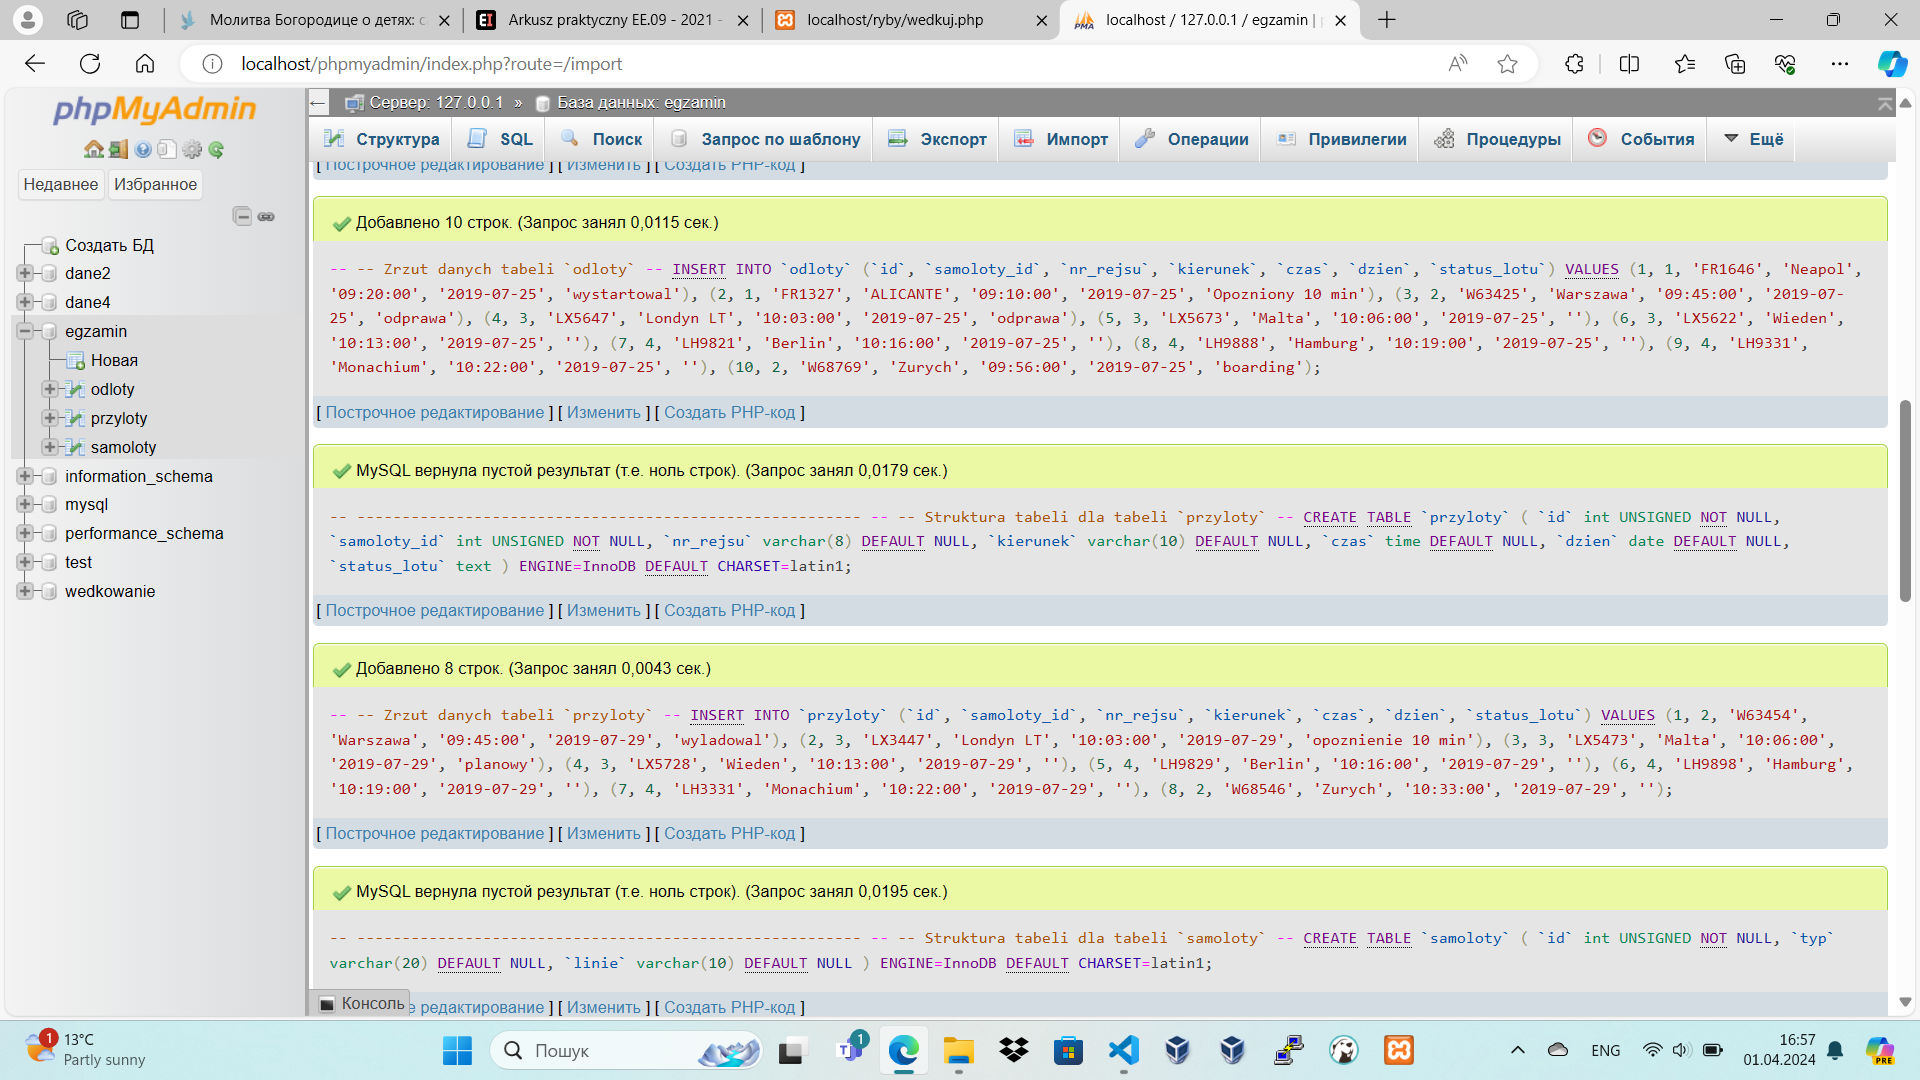 Молитва Богородице о детях: с
Arkusz praktyczny EE.09 - 2021 -
localhost/ryby/wedkuj.php
localhost / 127.0.0.1 / egzamin |
localhost/phpmyadmin/index.php?route=/import
phpMyAdmin
Недавнее
Избранное
Создать БД
dane2
dane4
egzamin
Новая
odloty
przyloty
samoloty
information_schema
mysql
performance_schema
test
wedkowanie
Сервер: 127.0.0.1 » База данных: egzamin
Структура SQL Поиск Запрос по шаблону Экспорт Импорт Операции Привилегии Процедуры События Ещё
[ Построчное редактирование ] [ Изменить ] [ Создать PHP-код ]
Добавлено 10 строк. (Запрос занял 0,0115 сек.)
-- -- Zrzut danych tabeli `odloty` -- INSERT INTO `odloty` (`id`, `samoloty_id`, `nr_rejsu`, `kierunek`, `czas`, `dzien`, `status_lotu`) VALUES (1, 1, 'FR1646', 'Neapol',
'09:20:00', '2019-07-25', 'wystartowal'), (2, 1, 'FR1327', 'ALICANTE', '09:10:00', '2019-07-25', 'Opozniony 10 min'), (3, 2, 'W63425', 'Warszawa', '09:45:00', '2019-07-
25', 'odprawa'), (4, 3, 'LX5647', 'Londyn LT', '10:03:00', '2019-07-25', 'odprawa'), (5, 3, 'LX5673', 'Malta', '10:06:00', '2019-07-25', ''), (6, 3, 'LX5622', 'Wieden',
'10:13:00', '2019-07-25', ''), (7, 4, 'LH9821', 'Berlin', '10:16:00', '2019-07-25', ''), (8, 4, 'LH9888', 'Hamburg', '10:19:00', '2019-07-25', ''), (9, 4, 'LH9331',
'Monachium', '10:22:00', '2019-07-25', ''), (10, 2, 'W68769', 'Zurych', '09:56:00', '2019-07-25', 'boarding');
[ Построчное редактирование ] [ Изменить ] [ Создать PHP-код ]
MySQL вернула пустой результат (т.е. ноль строк). (Запрос занял 0,0179 сек.)
-- -------------------------------------------------------- -- -- Struktura tabeli dla tabeli `przyloty` -- CREATE TABLE `przyloty` ( `id` int UNSIGNED NOT NULL,
`samoloty_id` int UNSIGNED NOT NULL, `nr_rejsu` varchar(8) DEFAULT NULL, `kierunek` varchar(10) DEFAULT NULL, `czas` time DEFAULT NULL, `dzien` date DEFAULT NULL,
`status_lotu` text ) ENGINE=InnoDB DEFAULT CHARSET=latin1;
[ Построчное редактирование ] [ Изменить ] [ Создать PHP-код ]
Добавлено 8 строк. (Запрос занял 0,0043 сек.)
-- -- Zrzut danych tabeli `przyloty` -- INSERT INTO `przyloty` (`id`, `samoloty_id`, `nr_rejsu`, `kierunek`, `czas`, `dzien`, `status_lotu`) VALUES (1, 2, 'W63454',
'Warszawa', '09:45:00', '2019-07-29', 'wyladowal'), (2, 3, 'LX3447', 'Londyn LT', '10:03:00', '2019-07-29', 'opoznienie 10 min'), (3, 3, 'LX5473', 'Malta', '10:06:00',
'2019-07-29', 'planowy'), (4, 3, 'LX5728', 'Wieden', '10:13:00', '2019-07-29', ''), (5, 4, 'LH9829', 'Berlin', '10:16:00', '2019-07-29', ''), (6, 4, 'LH9898', 'Hamburg',
'10:19:00', '2019-07-29', ''), (7, 4, 'LH3331', 'Monachium', '10:22:00', '2019-07-29', ''), (8, 2, 'W68546', 'Zurych', '10:33:00', '2019-07-29', '');
[ Построчное редактирование ] [ Изменить ] [ Создать PHP-код ]
MySQL вернула пустой результат (т.е. ноль строк). (Запрос занял 0,0195 сек.)
-- -------------------------------------------------------- -- -- Struktura tabeli dla tabeli `samoloty` -- CREATE TABLE `samoloty` ( `id` int UNSIGNED NOT NULL, `typ`
varchar(20) DEFAULT NULL, `linie` varchar(10) DEFAULT NULL ) ENGINE=InnoDB DEFAULT CHARSET=latin1;
Консоль е редактирование ] [ Изменить ] [ Создать PHP-код ]
1
13°C
Partly sunny
Пошук
1
ENG
16:57
01.04.2024
PRE